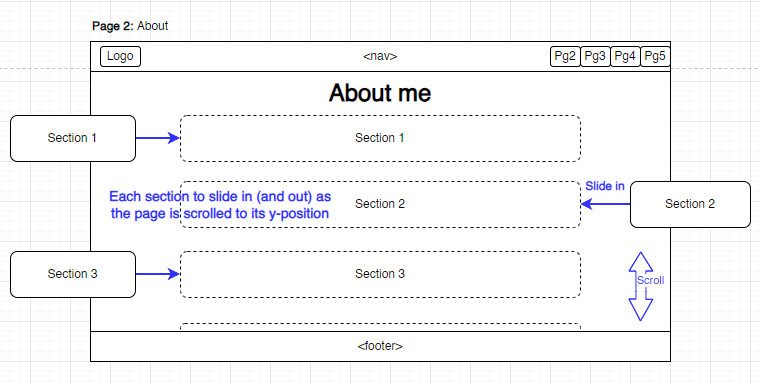 Page 2: About
Logo
<nav>
Pg2
Pg3
Pg4
Pg5
About me
Section 1
Section 1
Each section to slide in (and out) as
the page is scrolled to its y-position
Section 2
Slide in
Section 2
Section 3
Section 3
Scroll
<footer>